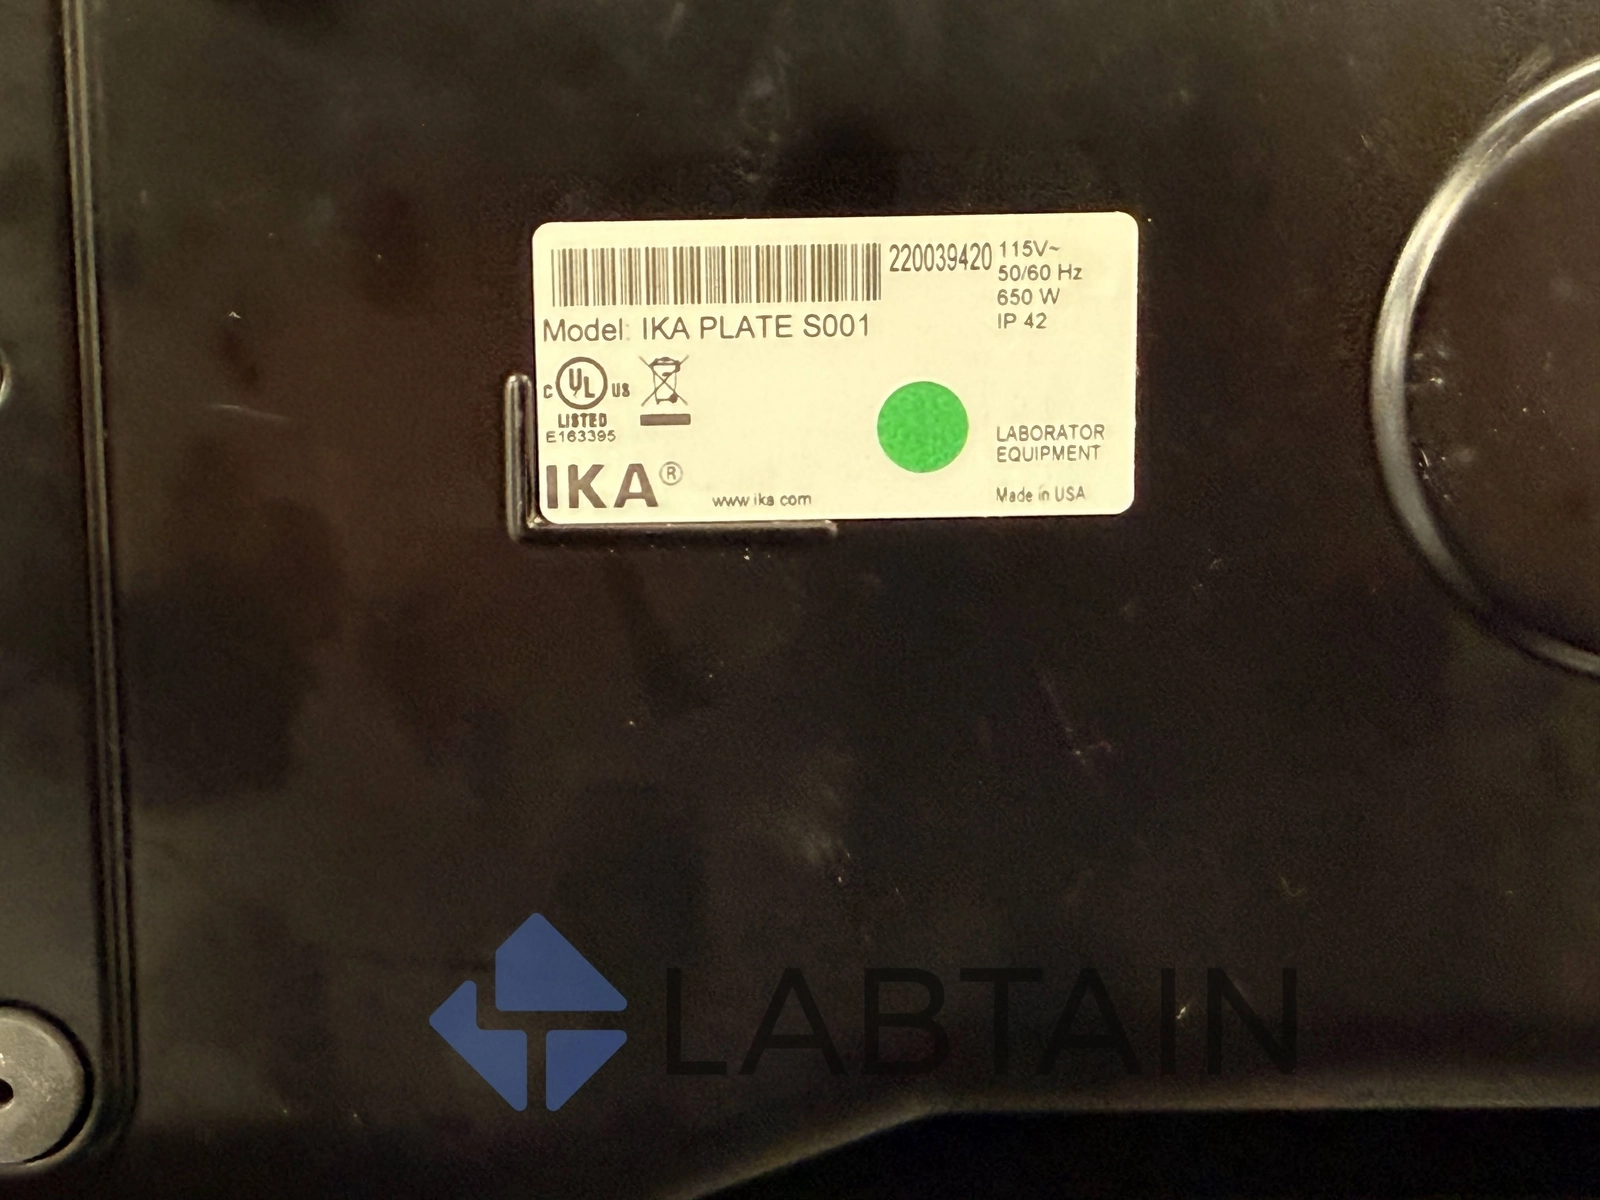 220039420
115V~
50/60 Hz
650 W
IP 42
Model: IKA PLATE S001
C UL US
LISTED
E163395
LABORATOR
EQUIPMENT
IKA®
www.ika.com
Made in USA
LABTAIN